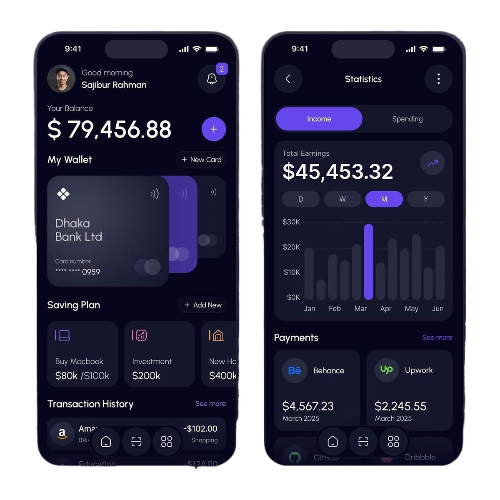 9:41
Good morning
Sajibur Rahman
2
Your Balance
$ 79,456.88
+
My Wallet
+ New Card
Dhaka
Bank Ltd
Card number
**** **** 0959
Saving Plan
+ Add New
Buy Macbook
$80k /$100k
Investment
$200k
New Ho
$400k
Transaction History
See more
Amaz
-$102.00
Shopping
Education
-$124.00
9:41
Statistics
Income
Spending
Total Earnings
$45,453.32
D W M Y
$30K
$20K
$10K
$0K
Jan Feb Mar Apr May Jun
Payments
See more
Bē Behance
$4.567.23
March 2025
Up Upwork
$2,245.55
March 2025
GitHub
Dribbble